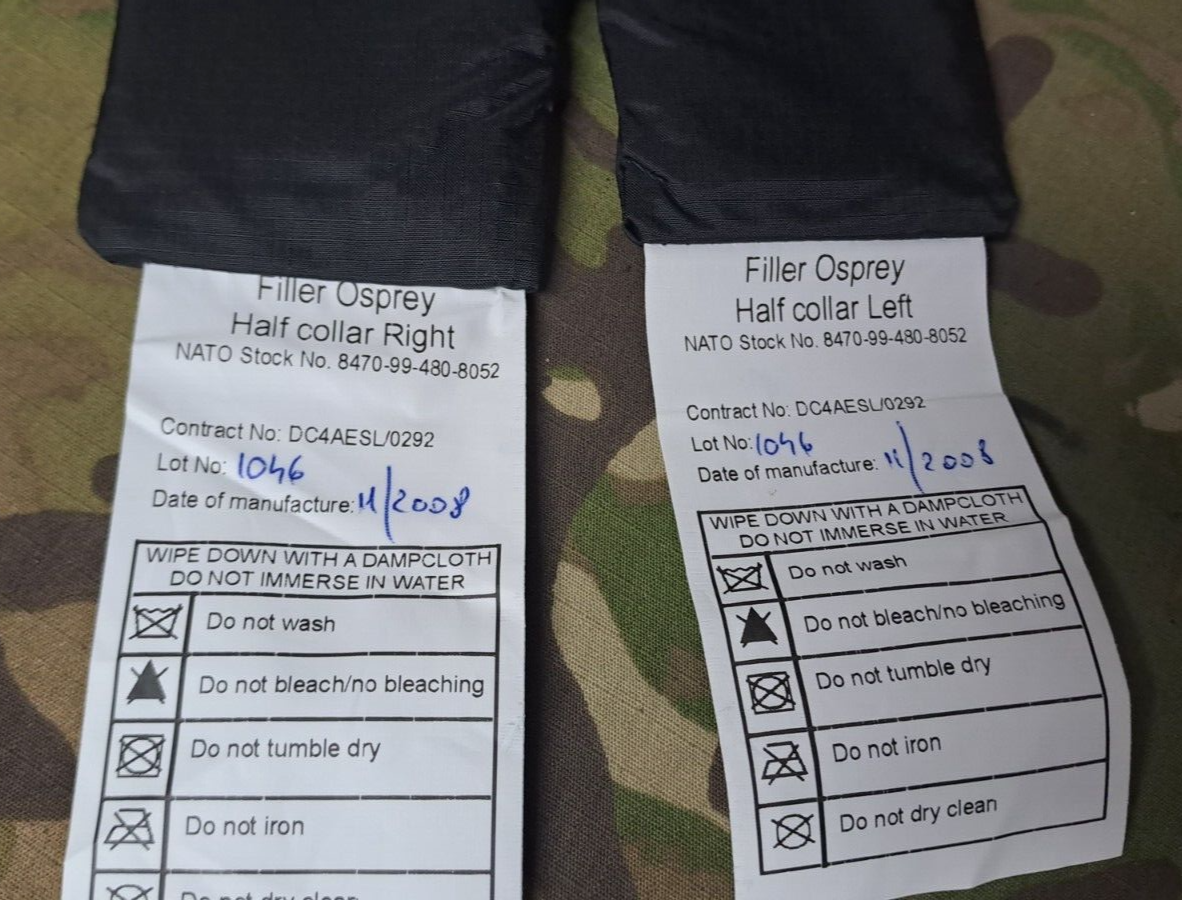 Filler Osprey
Half collar Right
NATO Stock No. 8470-99-480-8052
Contract No: DC4AESL/0292
Lot No: 1046
Date of manufacture: 11/2008
WIPE DOWN WITH A DAMPCLOTH
DO NOT IMMERSE IN WATER
Do not wash
Do not bleach/no bleaching
Do not tumble dry
Do not iron
Do not dry clean
Filler Osprey
Half collar Left
NATO Stock No. 8470-99-480-8052
Contract No: DC4AESL/0292
Lot No: 1046
Date of manufacture: 11/2008
WIPE DOWN WITH A DAMPCLOTH
DO NOT IMMERSE IN WATER
Do not wash
Do not bleach/no bleaching
Do not tumble dry
Do not iron
Do not dry clean